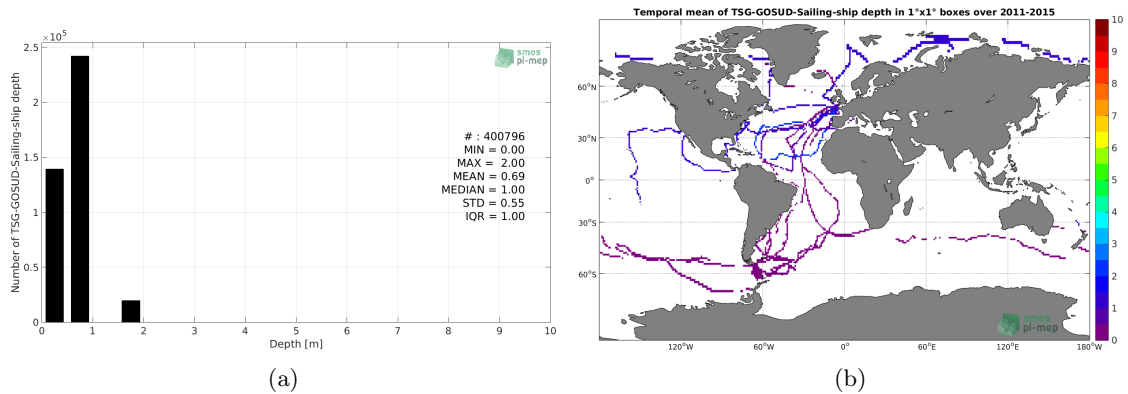 Number of TSG-GOSUD-Sailing-ship depth
×10⁵
2.5
2
1.5
1
0.5
0
smos
pi-mep
# : 400796
MIN = 0.00
MAX = 2.00
MEAN = 0.69
MEDIAN = 1.00
STD = 0.55
IQR = 1.00
0 1 2 3 4 5 6 7 8 9 10
Depth [m]
(a)
Temporal mean of TSG-GOSUD-Sailing-ship depth in 1°x1° boxes over 2011-2015
60°N
30°N
15°N
0°
15°S
30°S
60°S
120°W 60°W 0° 60°E 120°E 180°W
smos
pi-mep
10
9
8
7
6
5
4
3
2
1
0
(b)